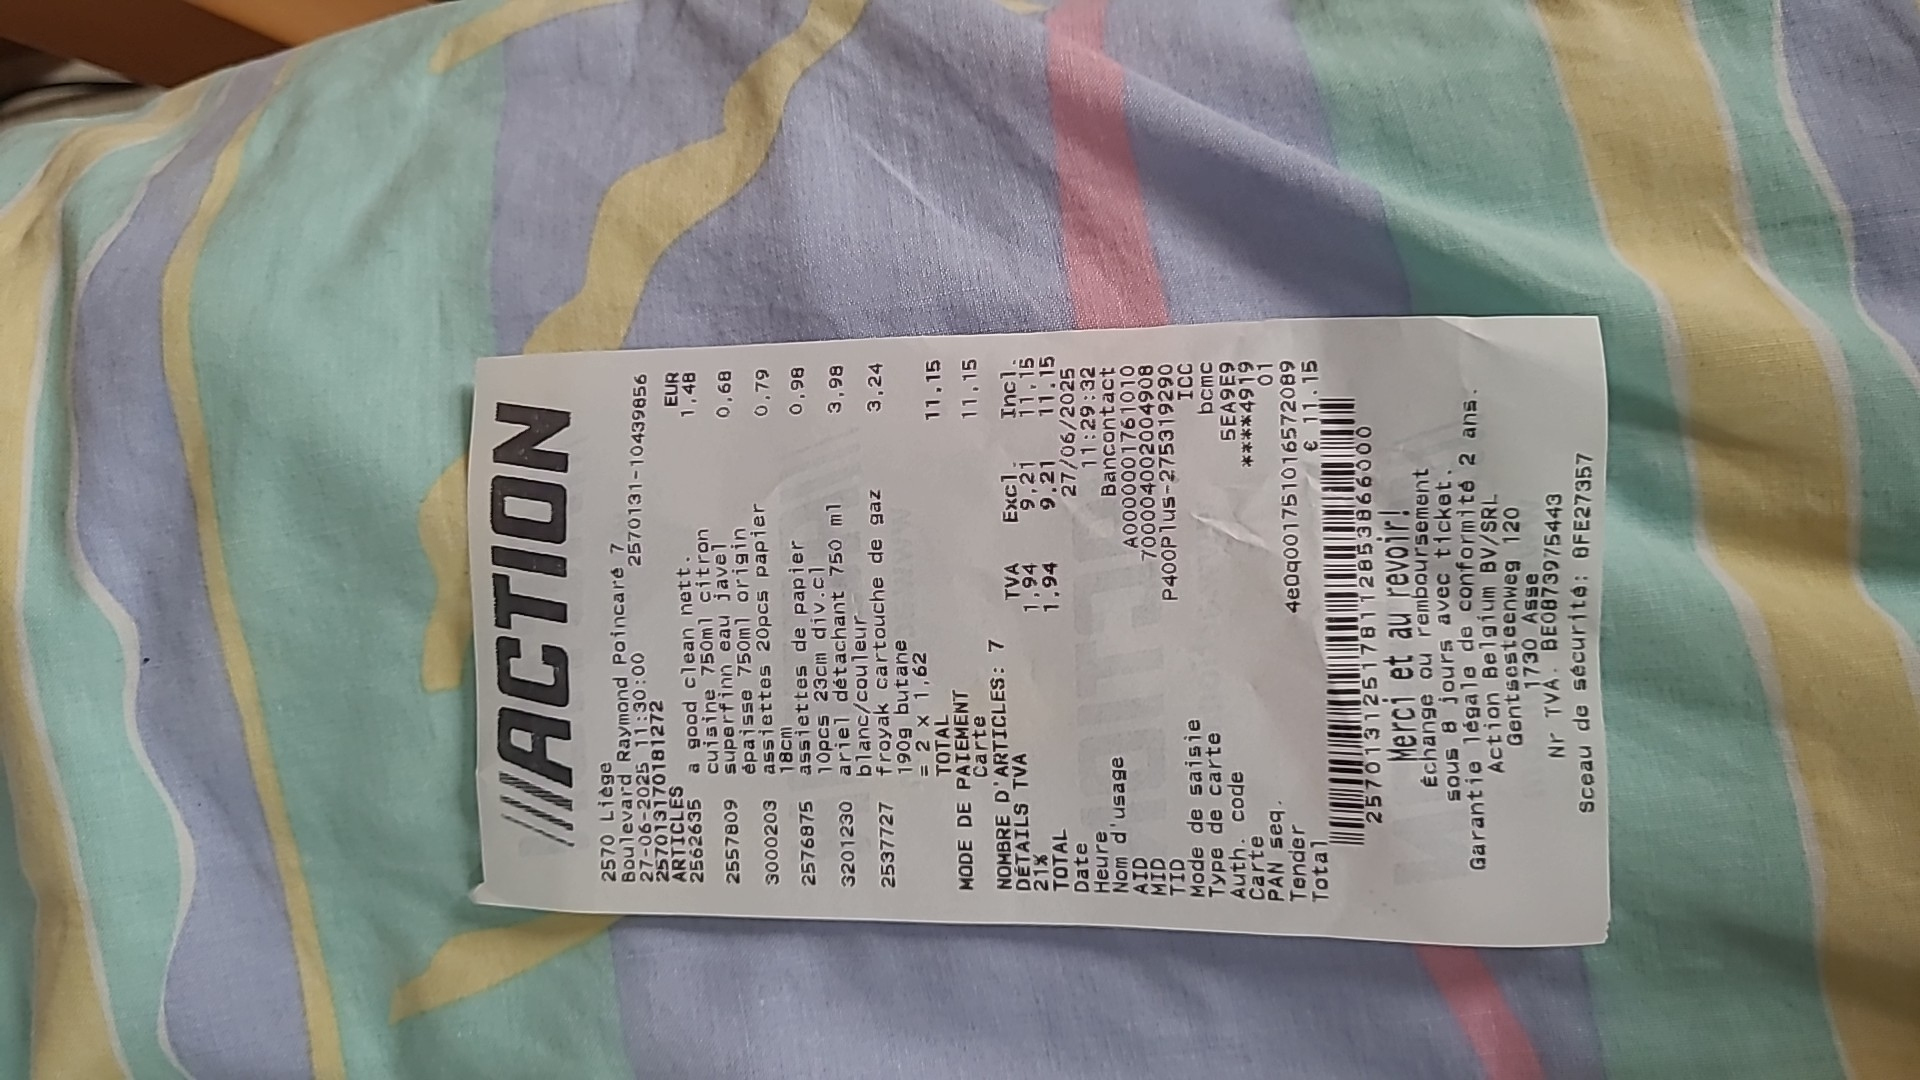 ///ACTION
2570 Liège
Boulevard Raymond Poincaré 7
27-06-2025 11:30:00 2570131-10439856
2570131701 81272
ARTICLES EUR
2562635 a good clean nett. 1,48
cuisine 750ml citron
2557809 superfinn eau javel 0,68
épaisse 750ml origin
3000203 assiettes 20pcs papier 0,79
18cm
2576875 assiettes de papier 0,98
10pcs 23cm div.cl
3201230 ariel détachant 750 ml 3,98
blanc/couleur
2537727 froyak cartouche de gaz 3,24
190g butane
= 2 x 1,62
TOTAL 11,15
MODE DE PAIEMENT
Carte 11,15
NOMBRE D'ARTICLES: 7
DÉTAILS TVA TVA Excl. Incl.
21% 1,94 9,21 11,15
TOTAL 1,94 9,21 11,15
Date 27/06/2025
Heure 11:29:32
Nom d'usage Bancontact
AID A0000001761010
MID 700004002004908
TID P400Plus-275319290
Mode de saisie ICC
Type de carte bcmc
Auth. code 5EA9E9
Carte ****4919
PAN seq. 01
Tender 4e0q001751016572089
Total € 11.15
2570131251781128538666000
Merci et au revoir!
Échange ou remboursement
sous 8 jours avec ticket.
Garantie légale de conformité 2 ans.
Action Belgium BV/SRL
Gentsesteenweg 120
1730 Asse
Nr TVA. BE0873975443
Sceau de sécurité: 8FE27357